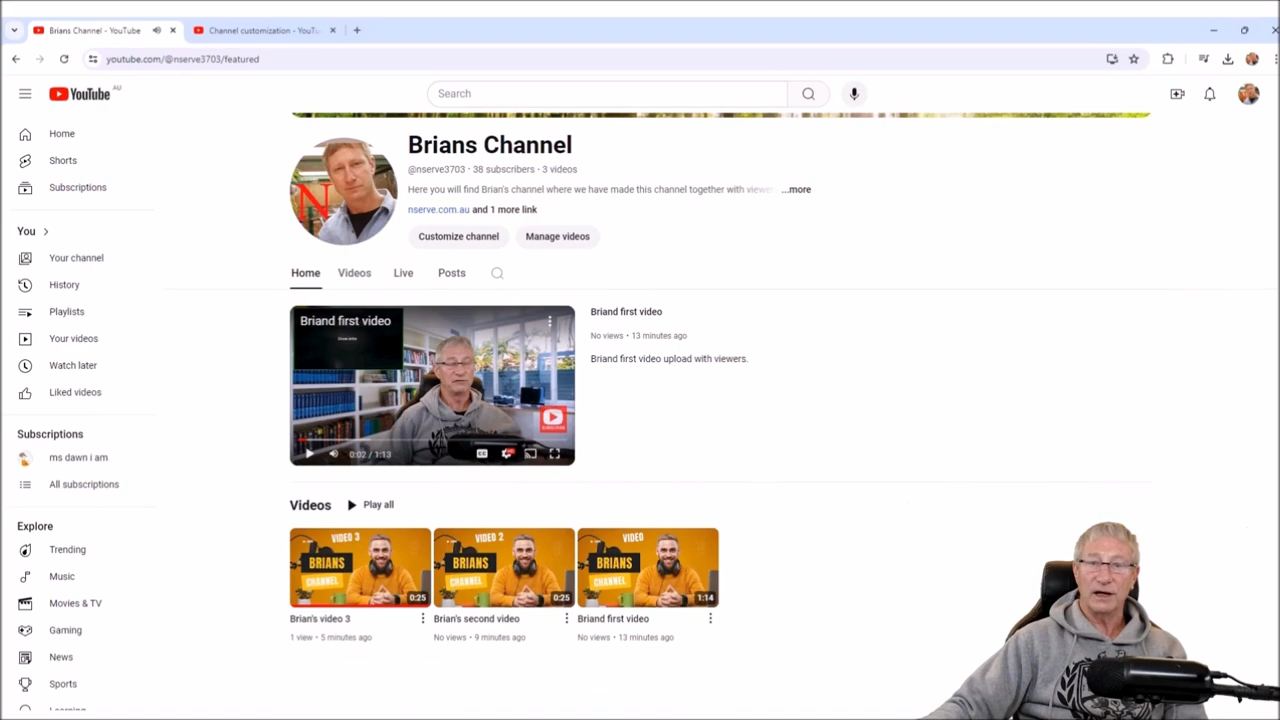 Brians Channel - YouTube
Channel customization - YouTu
youtube.com/@nserve3703/featured
YouTube AU
Search
Home
Shorts
Subscriptions
You
Your channel
History
Playlists
Your videos
Watch later
Liked videos
Subscriptions
ms dawn i am
All subscriptions
Explore
Trending
Music
Movies & TV
Gaming
News
Sports
Learning
N
Brians Channel
@nserve3703 · 38 subscribers · 3 videos
Here you will find Brian's channel where we have made this channel together with viewer ...more
nserve.com.au and 1 more link
Customize channel
Manage videos
Home
Videos
Live
Posts
Briand first video
SUBSCRIBE
0:02 / 1:13
CC
Briand first video
No views · 13 minutes ago
Briand first video upload with viewers.
Videos
Play all
VIDEO 3
BRIANS
CHANNEL
0:25
Brian's video 3
1 view · 5 minutes ago
VIDEO 2
BRIANS
CHANNEL
0:25
Brian's second video
No views · 9 minutes ago
VIDEO
BRIANS
CHANNEL
1:14
Briand first video
No views · 13 minutes ago